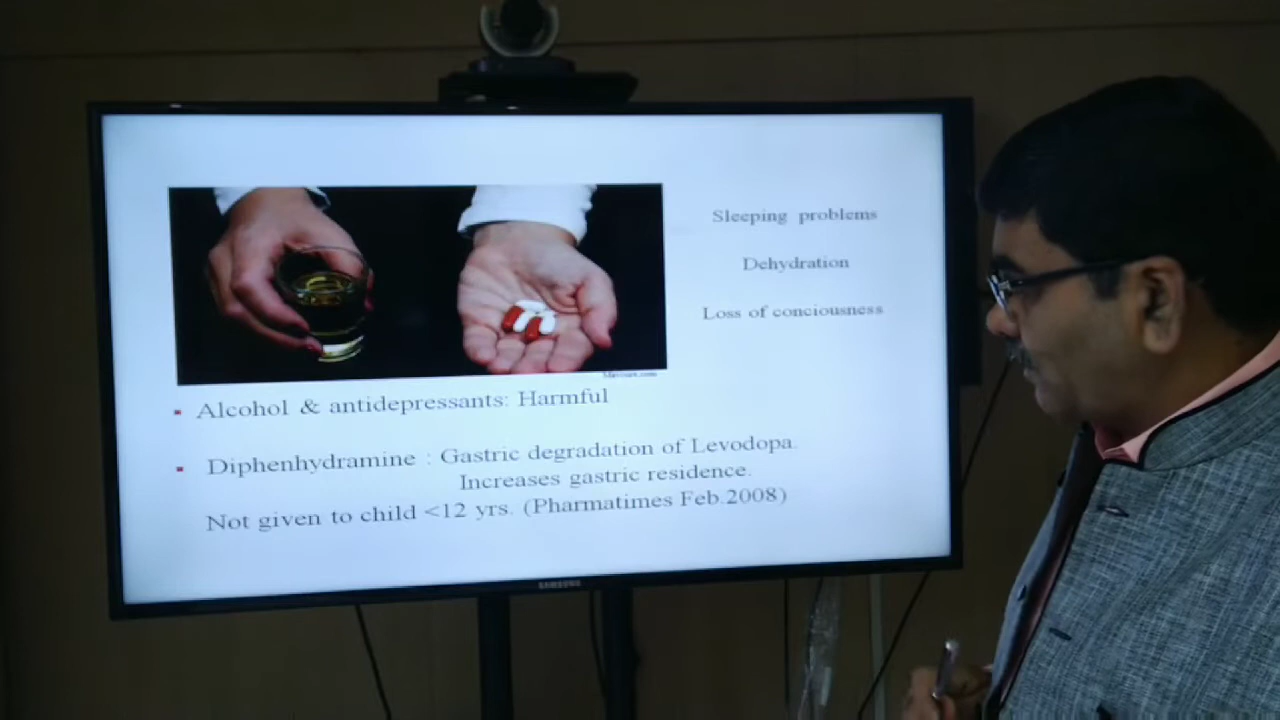 Sleeping problems
Dehydration
Loss of conciousness
Alcohol & antidepressants: Harmful
Diphenhydramine : Gastric degradation of Levodopa.
Increases gastric residence.
Not given to child <12 yrs. (Pharmatimes Feb.2008)
SAMSUNG